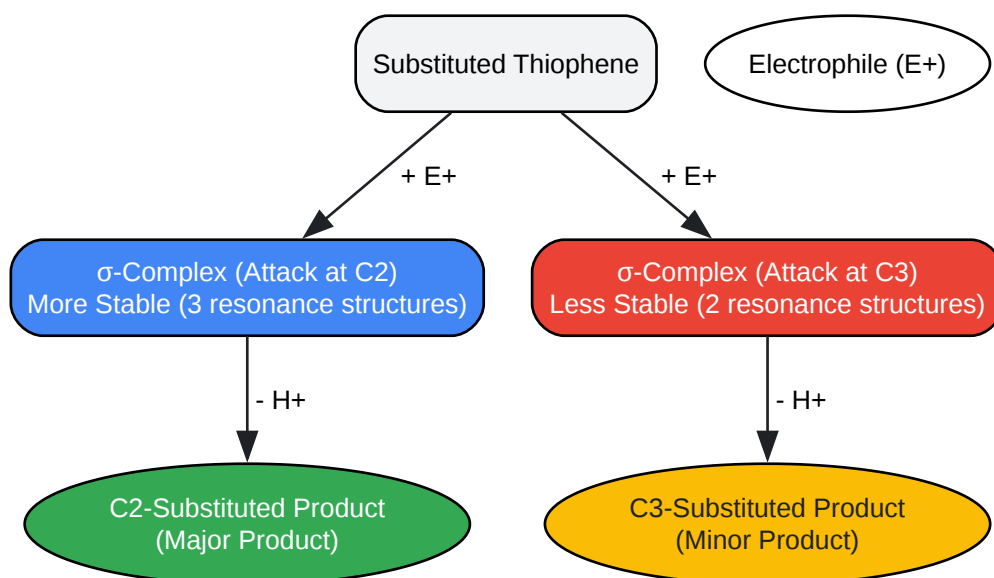 Substituted Thiophene
Electrophile (E+)
+ E+
+ E+
σ-Complex (Attack at C2)
More Stable (3 resonance structures)
σ-Complex (Attack at C3)
Less Stable (2 resonance structures)
- H+
- H+
C2-Substituted Product
(Major Product)
C3-Substituted Product
(Minor Product)